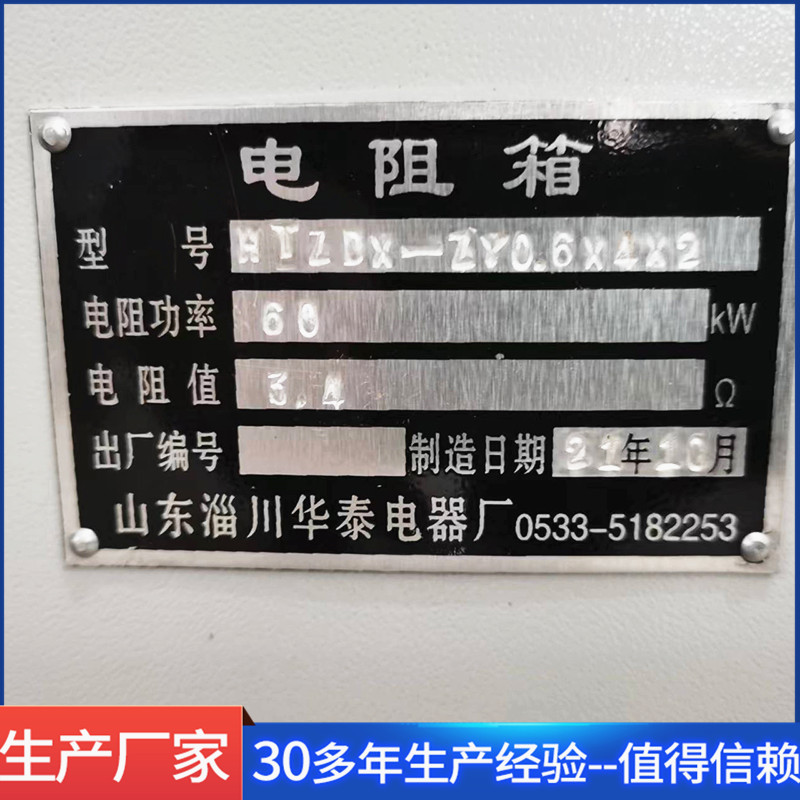 电阻箱
型号 HTZDX-ZY0.6X4X2
电阻功率 60 kW
电阻值 3.4 Ω
出厂编号 制造日期 21年10月
山东淄川华泰电器厂 0533-5182253
生产厂家 30多年生产经验--值得信赖